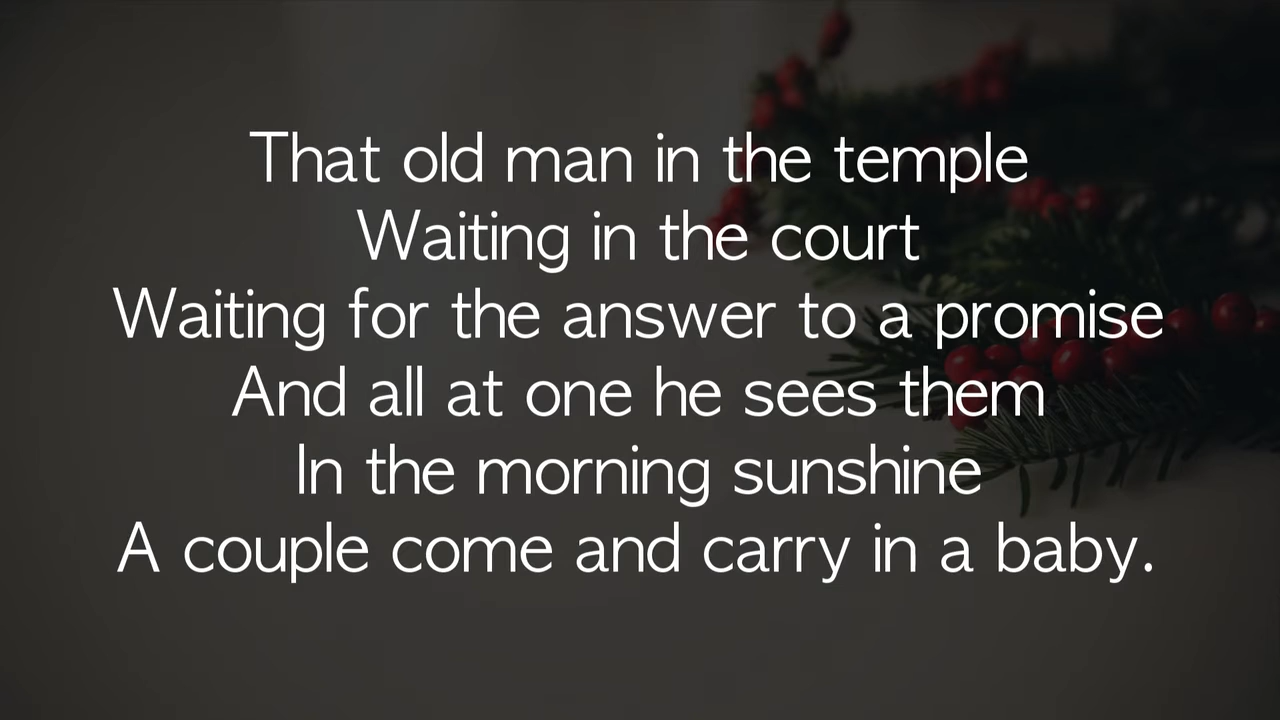 That old man in the temple
Waiting in the court
Waiting for the answer to a promise
And all at one he sees them
In the morning sunshine
A couple come and carry in a baby.